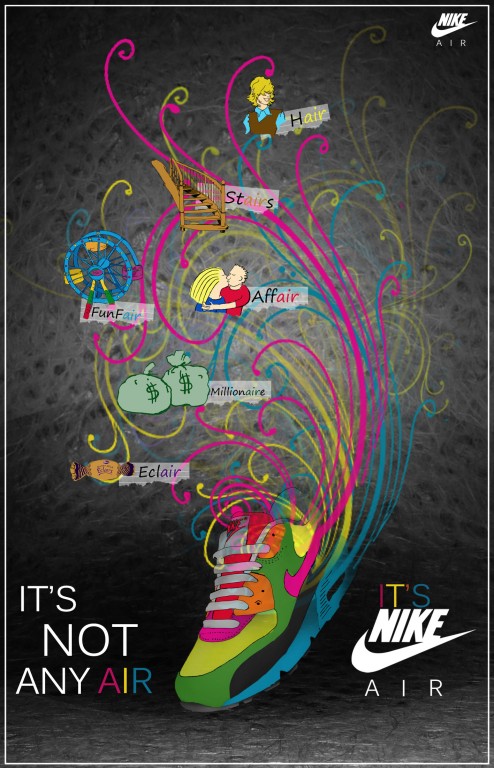 NIKE
AIR
Hair
Stairs
Affair
FunFair
Millionaire
$ $
Eclair
IT'S
NOT
ANY AIR
IT'S
NIKE
AIR